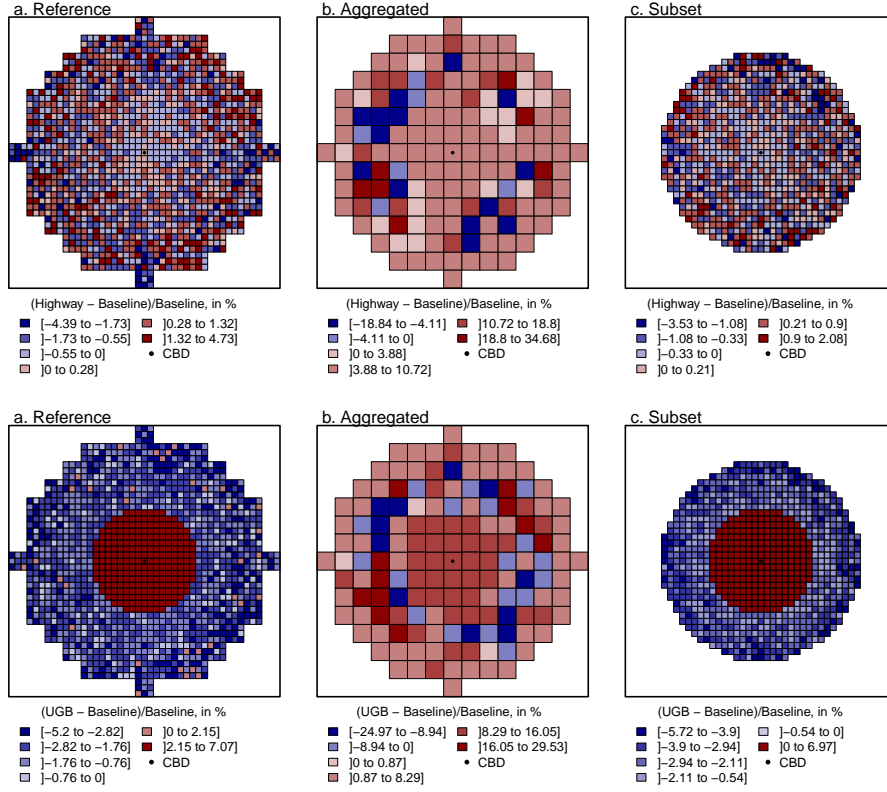 a. Reference
b. Aggregated
c. Subset
(Highway − Baseline)/Baseline, in %
[−4.39 to −1.73]
]−1.73 to −0.55]
]−0.55 to 0]
]0 to 0.28]
]0.28 to 1.32]
]1.32 to 4.73]
CBD
(Highway − Baseline)/Baseline, in %
[−18.84 to −4.11]
]−4.11 to 0]
]0 to 3.88]
]3.88 to 10.72]
]10.72 to 18.8]
]18.8 to 34.68]
CBD
(Highway − Baseline)/Baseline, in %
[−3.53 to −1.08]
]−1.08 to −0.33]
]−0.33 to 0]
]0 to 0.21]
]0.21 to 0.9]
]0.9 to 2.08]
CBD
a. Reference
b. Aggregated
c. Subset
(UGB − Baseline)/Baseline, in %
[−5.2 to −2.82]
]−2.82 to −1.76]
]−1.76 to −0.76]
]−0.76 to 0]
]0 to 2.15]
]2.15 to 7.07]
CBD
(UGB − Baseline)/Baseline, in %
[−24.97 to −8.94]
]−8.94 to 0]
]0 to 0.87]
]0.87 to 8.29]
]8.29 to 16.05]
]16.05 to 29.53]
CBD
(UGB − Baseline)/Baseline, in %
[−5.72 to −3.9]
]−3.9 to −2.94]
]−2.94 to −2.11]
]−2.11 to −0.54]
]−0.54 to 0]
]0 to 6.97]
CBD